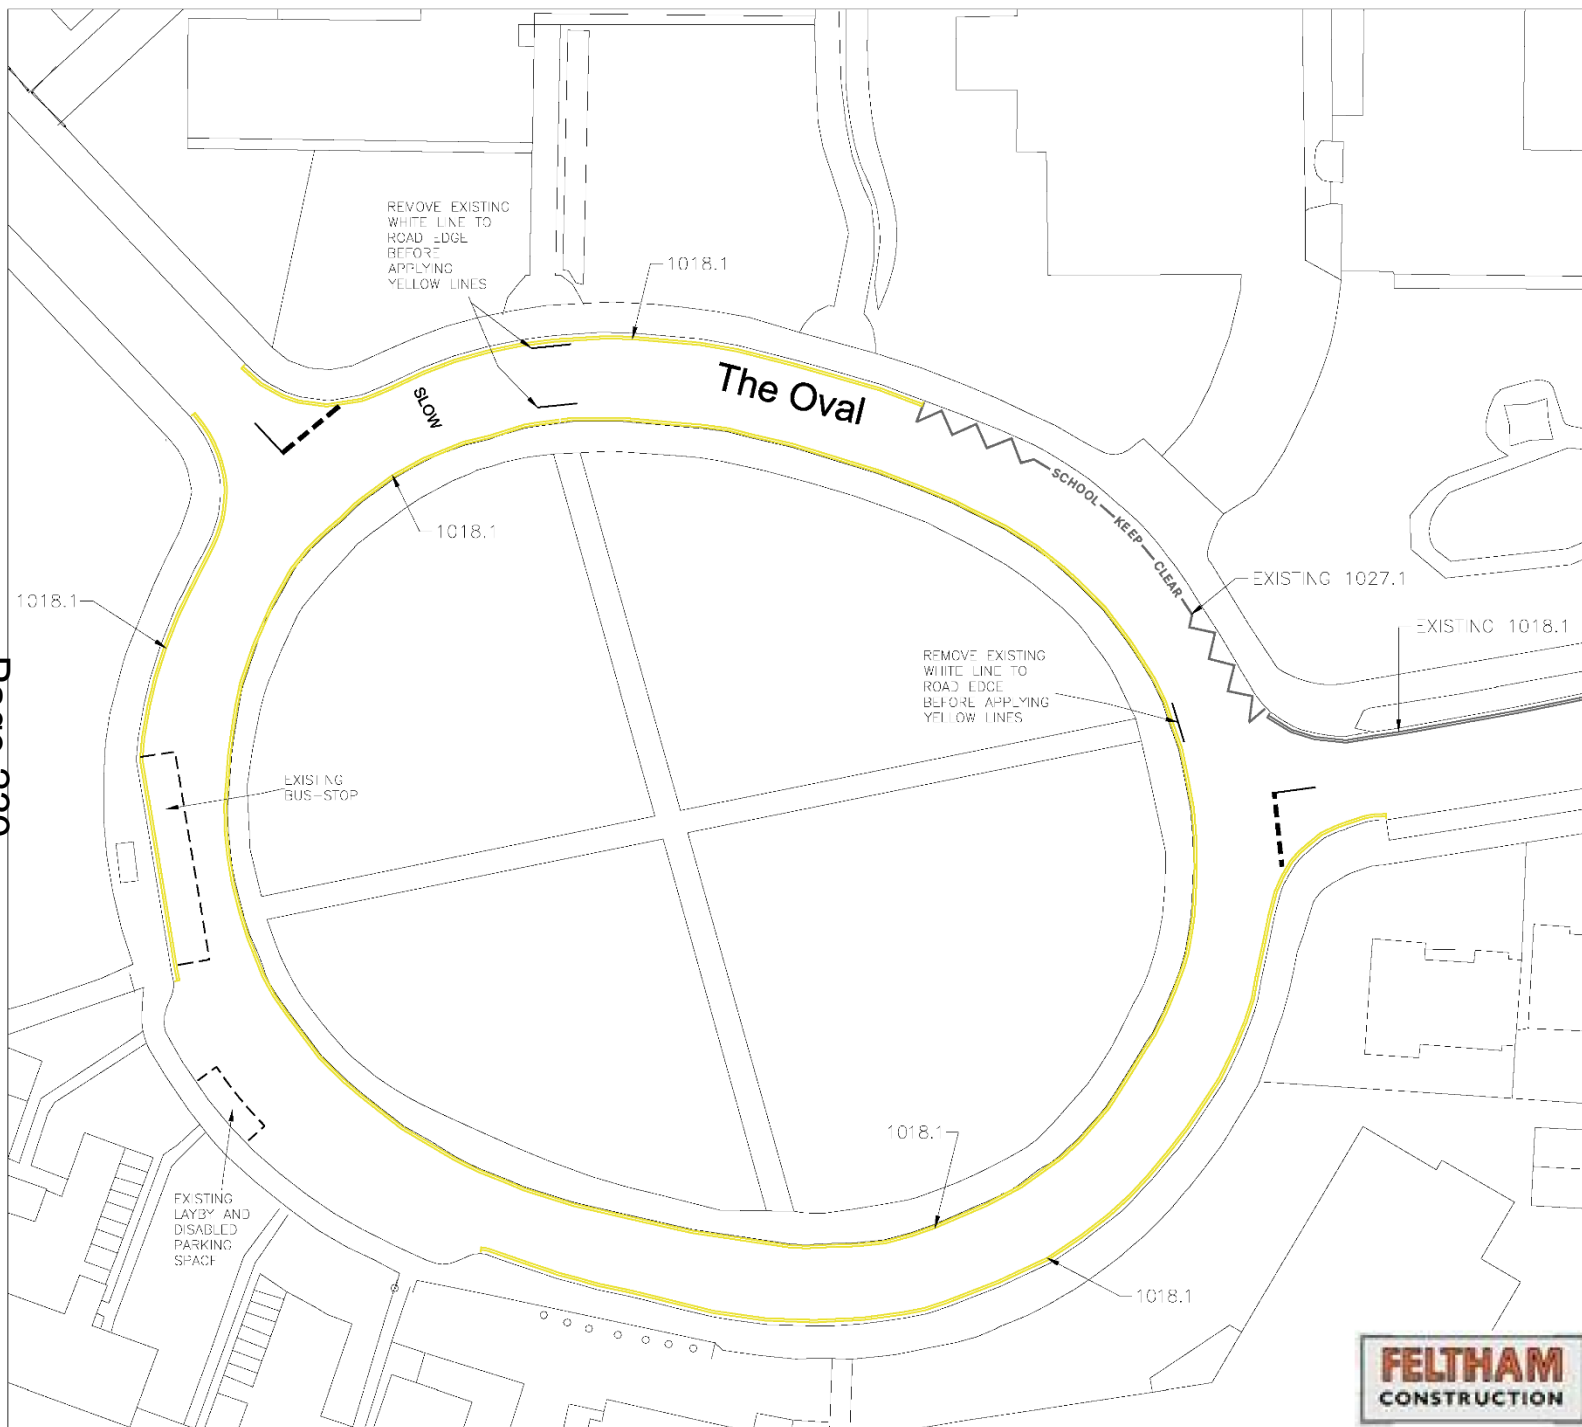 REMOVE EXISTING
WHITE LINE TO
ROAD EDGE
BEFORE
APPLYING
YELLOW LINES
1018.1
The Oval
SLOW
1018.1
SCHOOL KEEP CLEAR
EXISTING 1027.1
1018.1
EXISTING 1018.1
REMOVE EXISTING
WHITE LINE TO
ROAD EDGE
BEFORE APPLYING
YELLOW LINES
EXISTING
BUS-STOP
1018.1
EXISTING
LAYBY AND
DISABLED
PARKING
SPACE
1018.1
FELTHAM
CONSTRUCTION